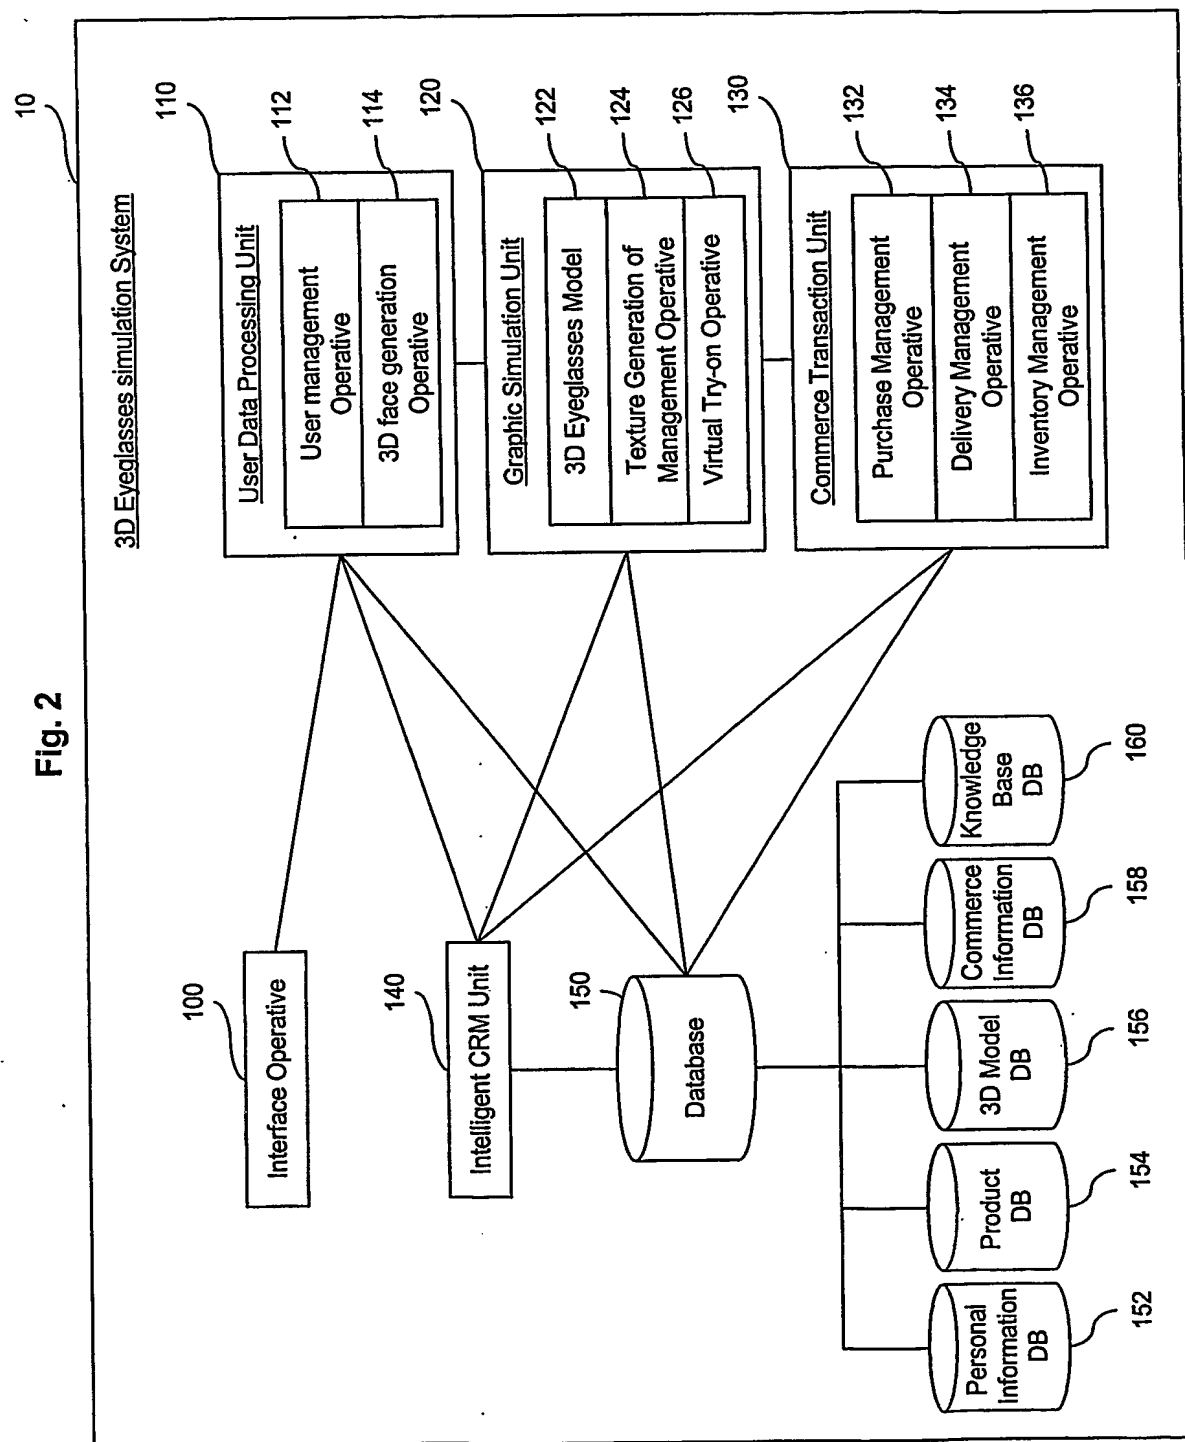 Fig. 2
10
3D Eyeglasses simulation System
100
Interface Operative
140
Intelligent CRM Unit
150
Database
110
User Data Processing Unit
112
User management
Operative
114
3D face generation
Operative
120
Graphic Simulation Unit
122
3D Eyeglasses Model
124
Texture Generation of
Management Operative
126
Virtual Try-on Operative
130
Commerce Transaction Unit
132
Purchase Management
Operative
134
Delivery Management
Operative
136
Inventory Management
Operative
Personal
Information
DB
152
Product
DB
154
3D Model
DB
156
Commerce
Information
DB
158
Knowledge
Base
DB
160